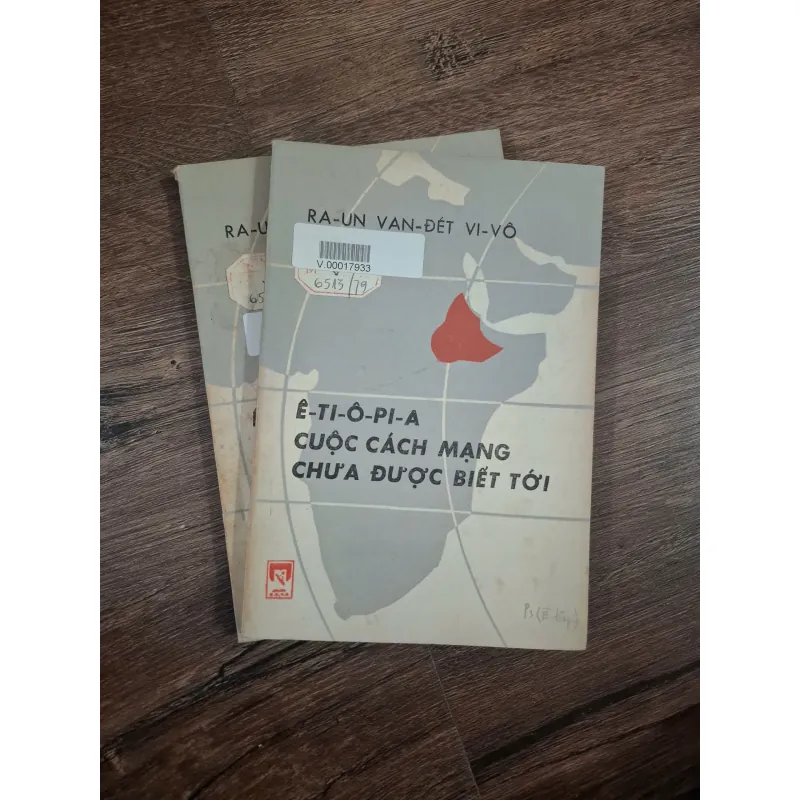 RA-UN VAN-ĐÉT VI-VÔ
V.00017933
6513/79
Ê-TI-Ô-PI-A
CUỘC CÁCH MẠNG
CHƯA ĐƯỢC BIẾT TỚI
RA-U
65